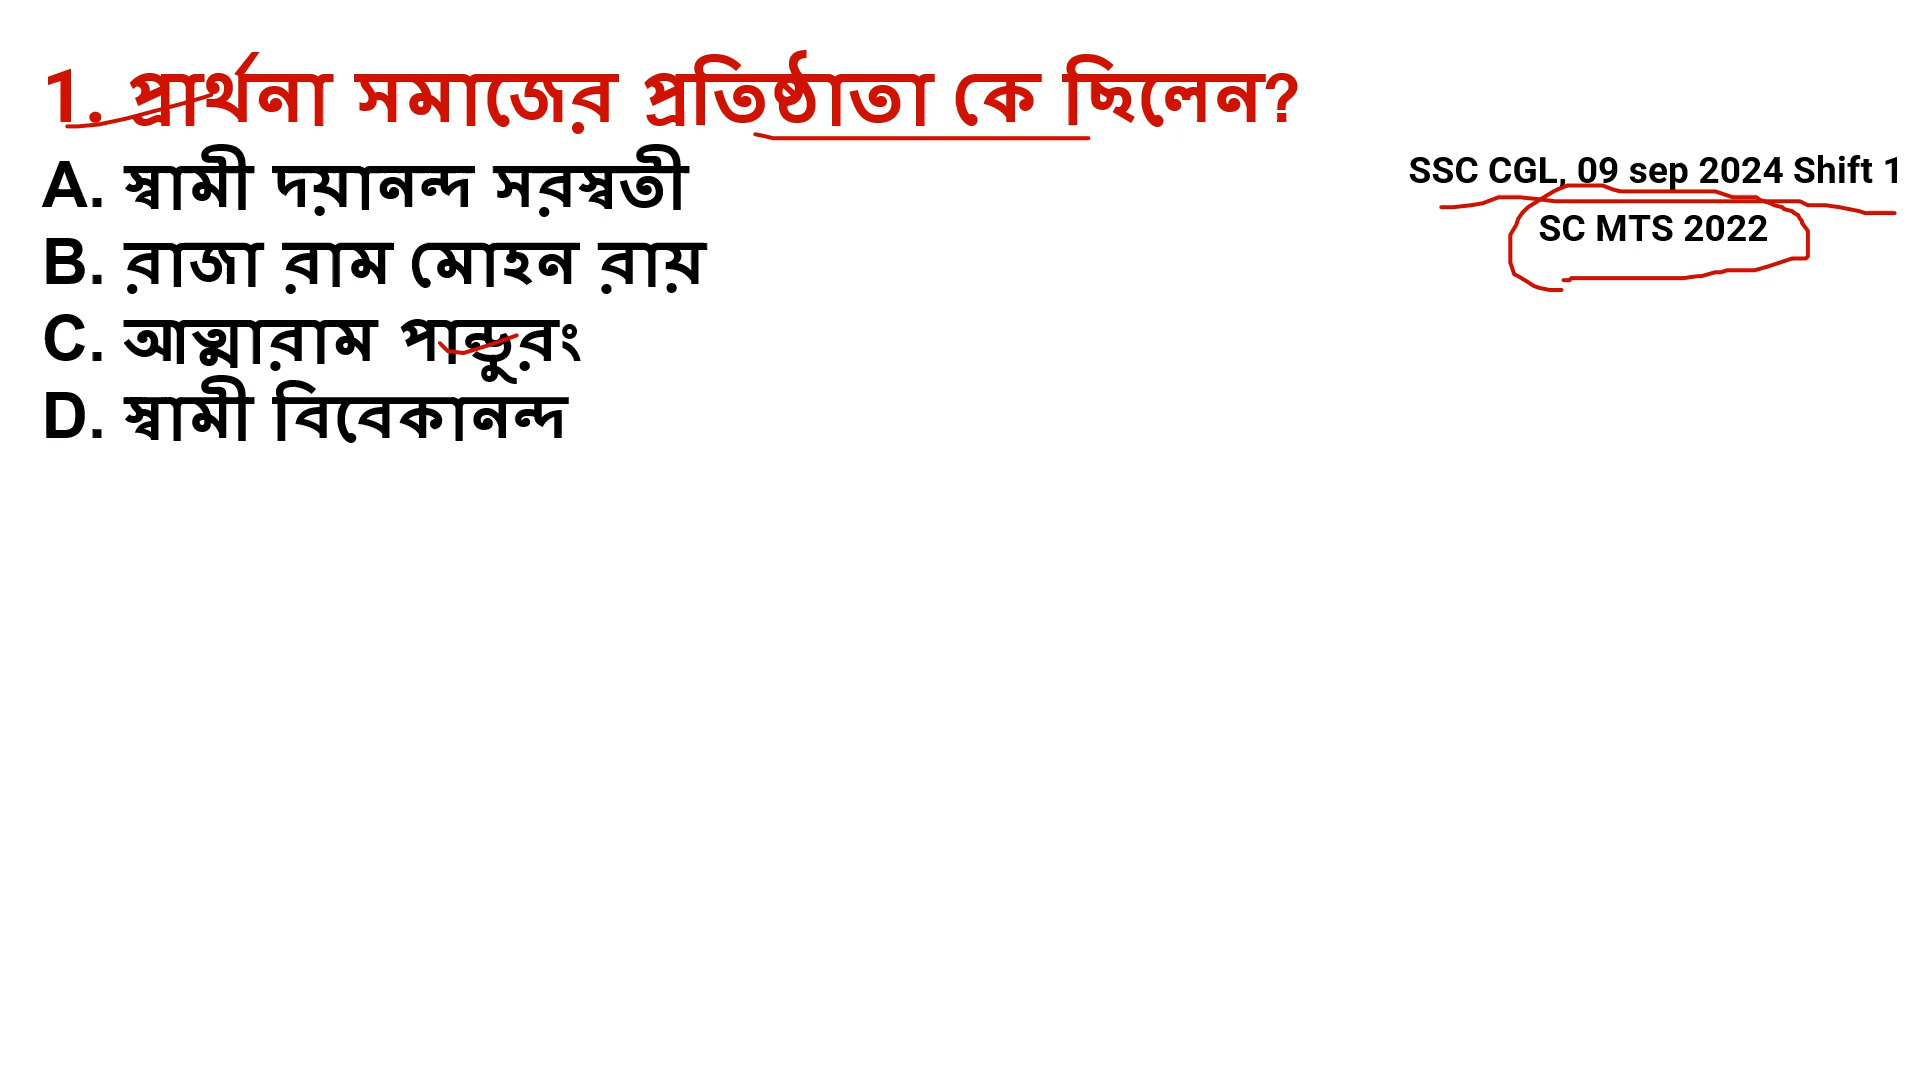 1. প্রার্থনা সমাজের প্রতিষ্ঠাতা কে ছিলেন?
A. স্বামী দয়ানন্দ সরস্বতী
B. রাজা রাম মোহন রায়
C. আত্মারাম পান্ডুরং
D. স্বামী বিবেকানন্দ
SSC CGL, 09 sep 2024 Shift 1
SC MTS 2022